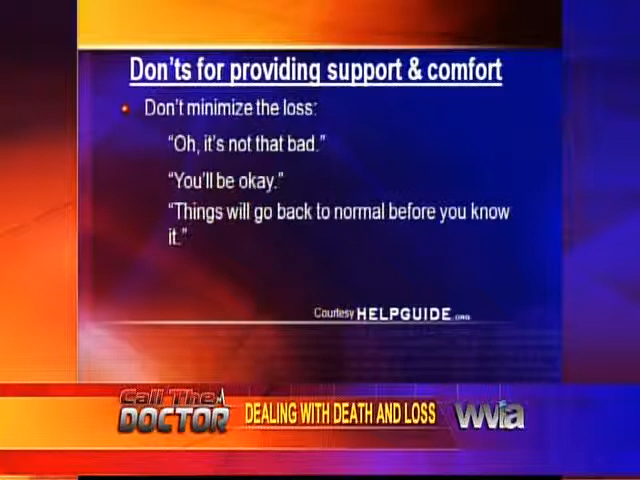 Don'ts for providing support & comfort
Don't minimize the loss:
“Oh, it's not that bad.”
“You'll be okay.”
“Things will go back to normal before you know
it.”
Courtesy HELPGUIDE.ORG
Call The
DOCTOR
DEALING WITH DEATH AND LOSS
wvia